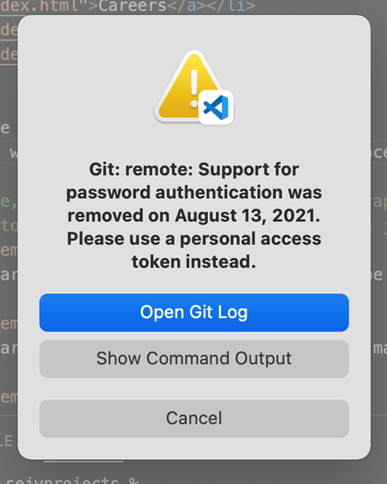 dex.html">Careers</a></li>
Git: remote: Support for
password authentication was
removed on August 13, 2021.
Please use a personal access
token instead.
Open Git Log
Show Command Output
Cancel